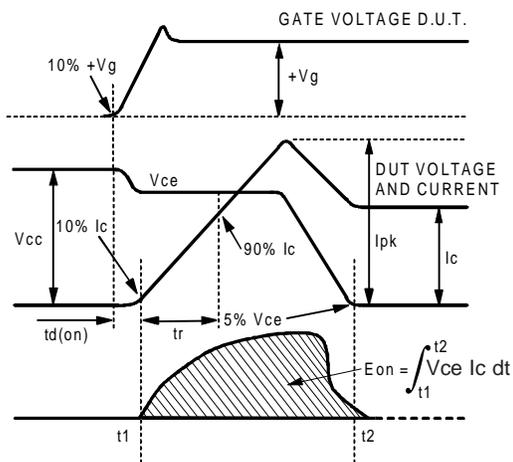 GATE VOLTAGE D.U.T.
10% +Vg
+Vg
Vce
DUT VOLTAGE
AND CURRENT
10% Ic
Vcc
90% Ic
Ipk
Ic
td(on)
tr
5% Vce
Eon = ∫ Vce Ic dt
t2
t1
t1
t2